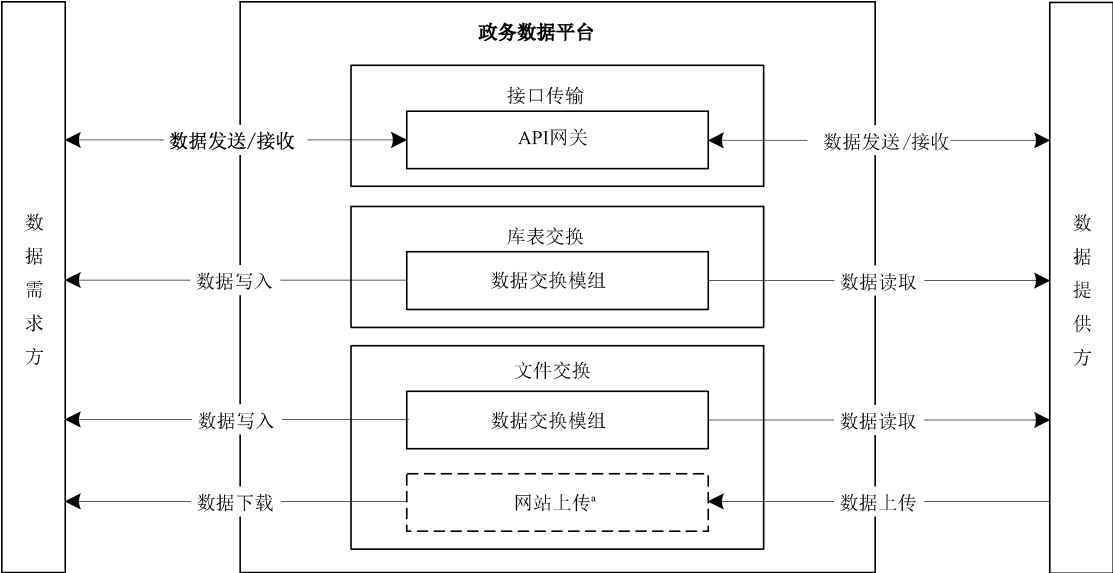 政务数据平台
接口传输
数据发送/接收
API网关
数据发送/接收
数据需求方
数据提供方
库表交换
数据写入
数据交换模组
数据读取
文件交换
数据写入
数据交换模组
数据读取
数据下载
网站上传a
数据上传